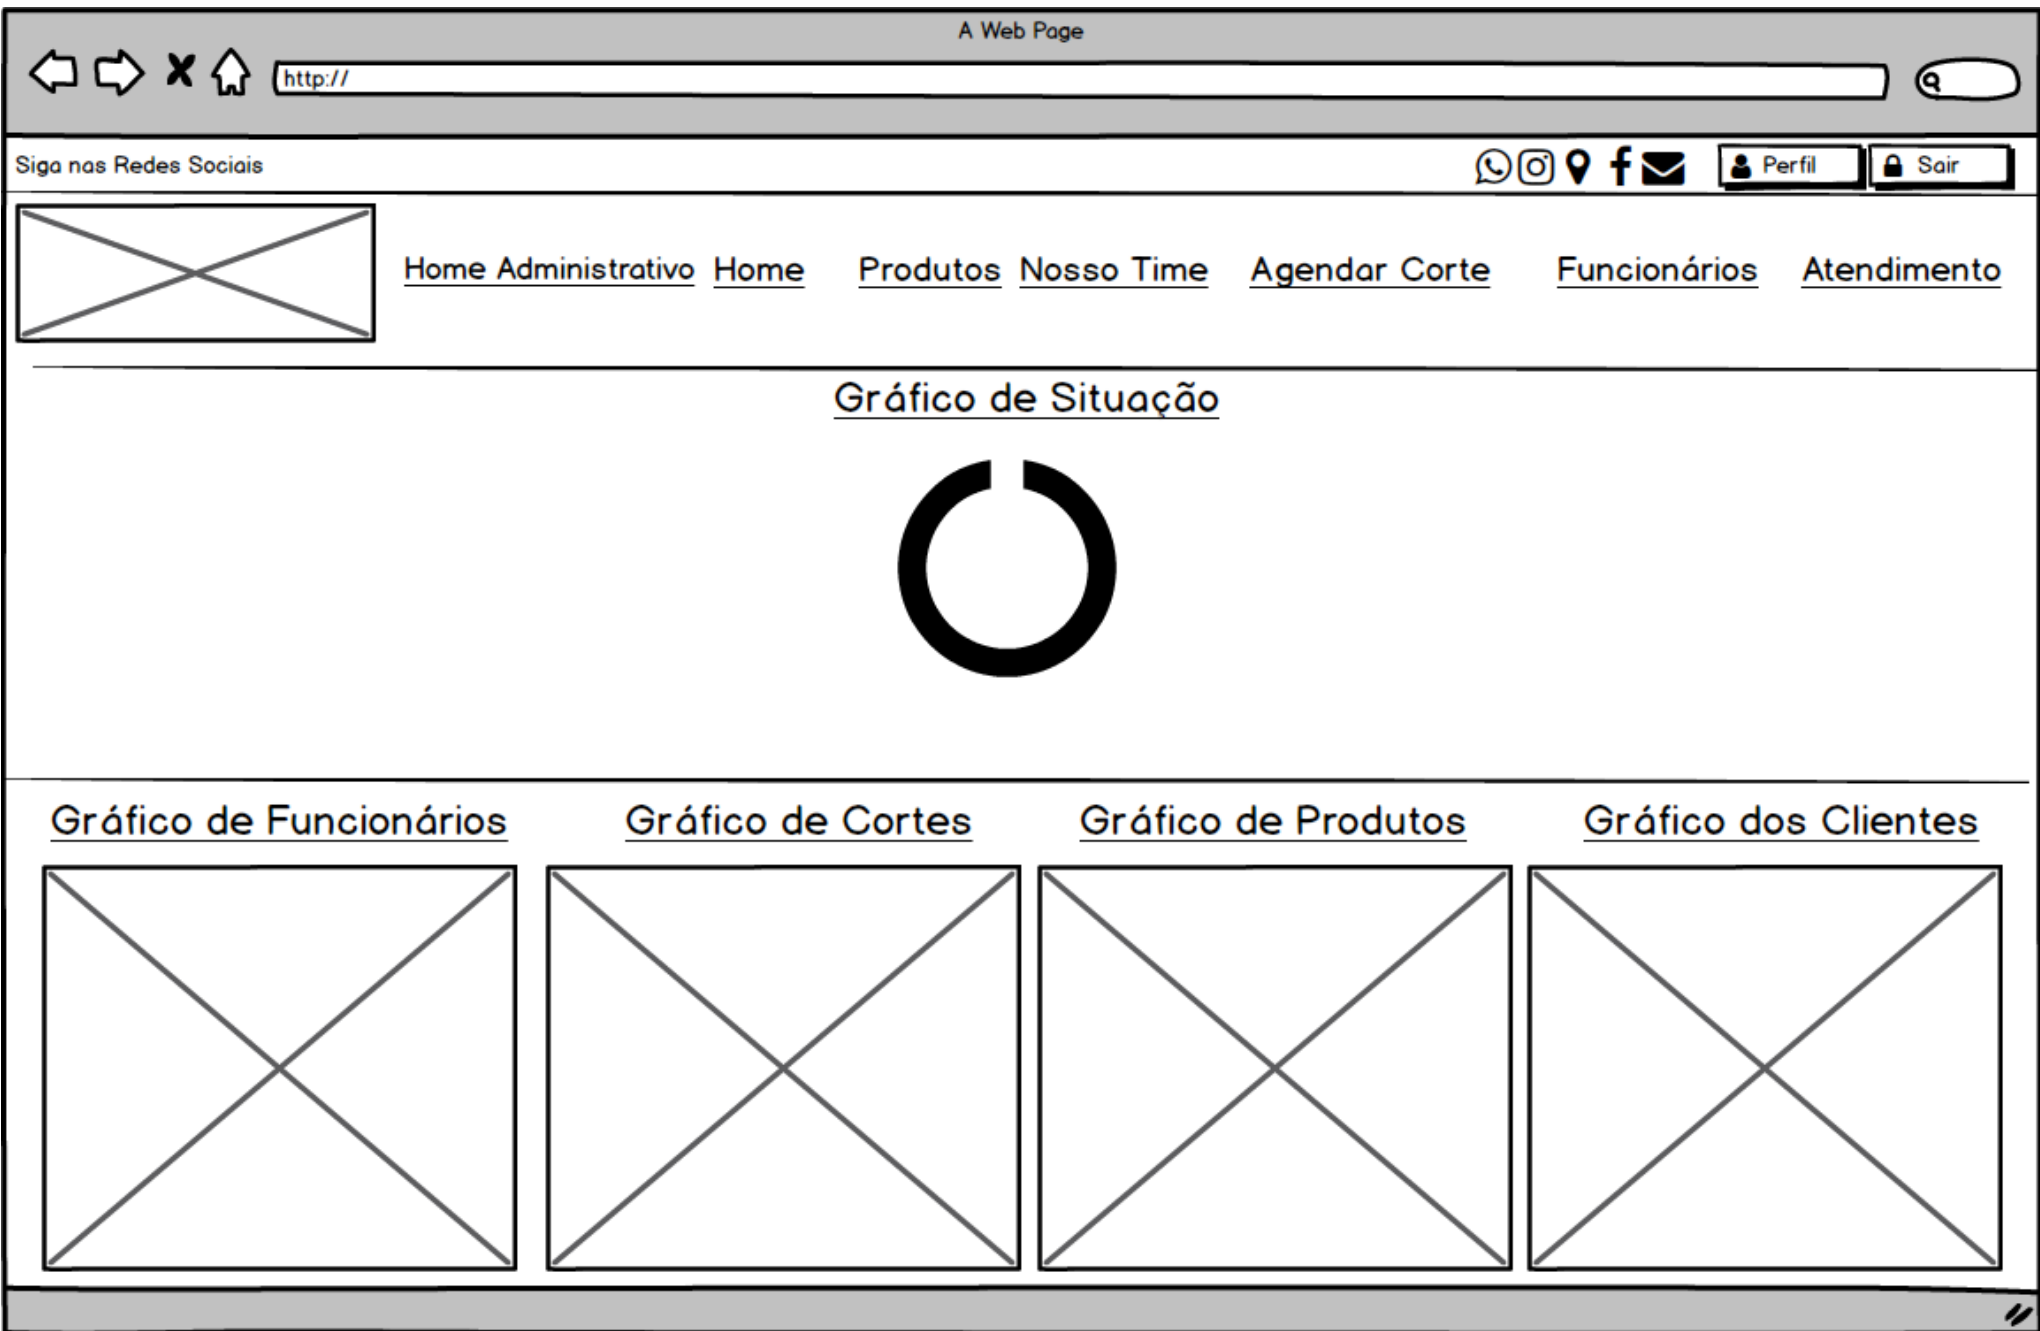 A Web Page
http://
Siga nas Redes Sociais
Perfil
Sair
Home Administrativo Home Produtos Nosso Time Agendar Corte Funcionários Atendimento
Gráfico de Situação
Gráfico de Funcionários Gráfico de Cortes Gráfico de Produtos Gráfico dos Clientes